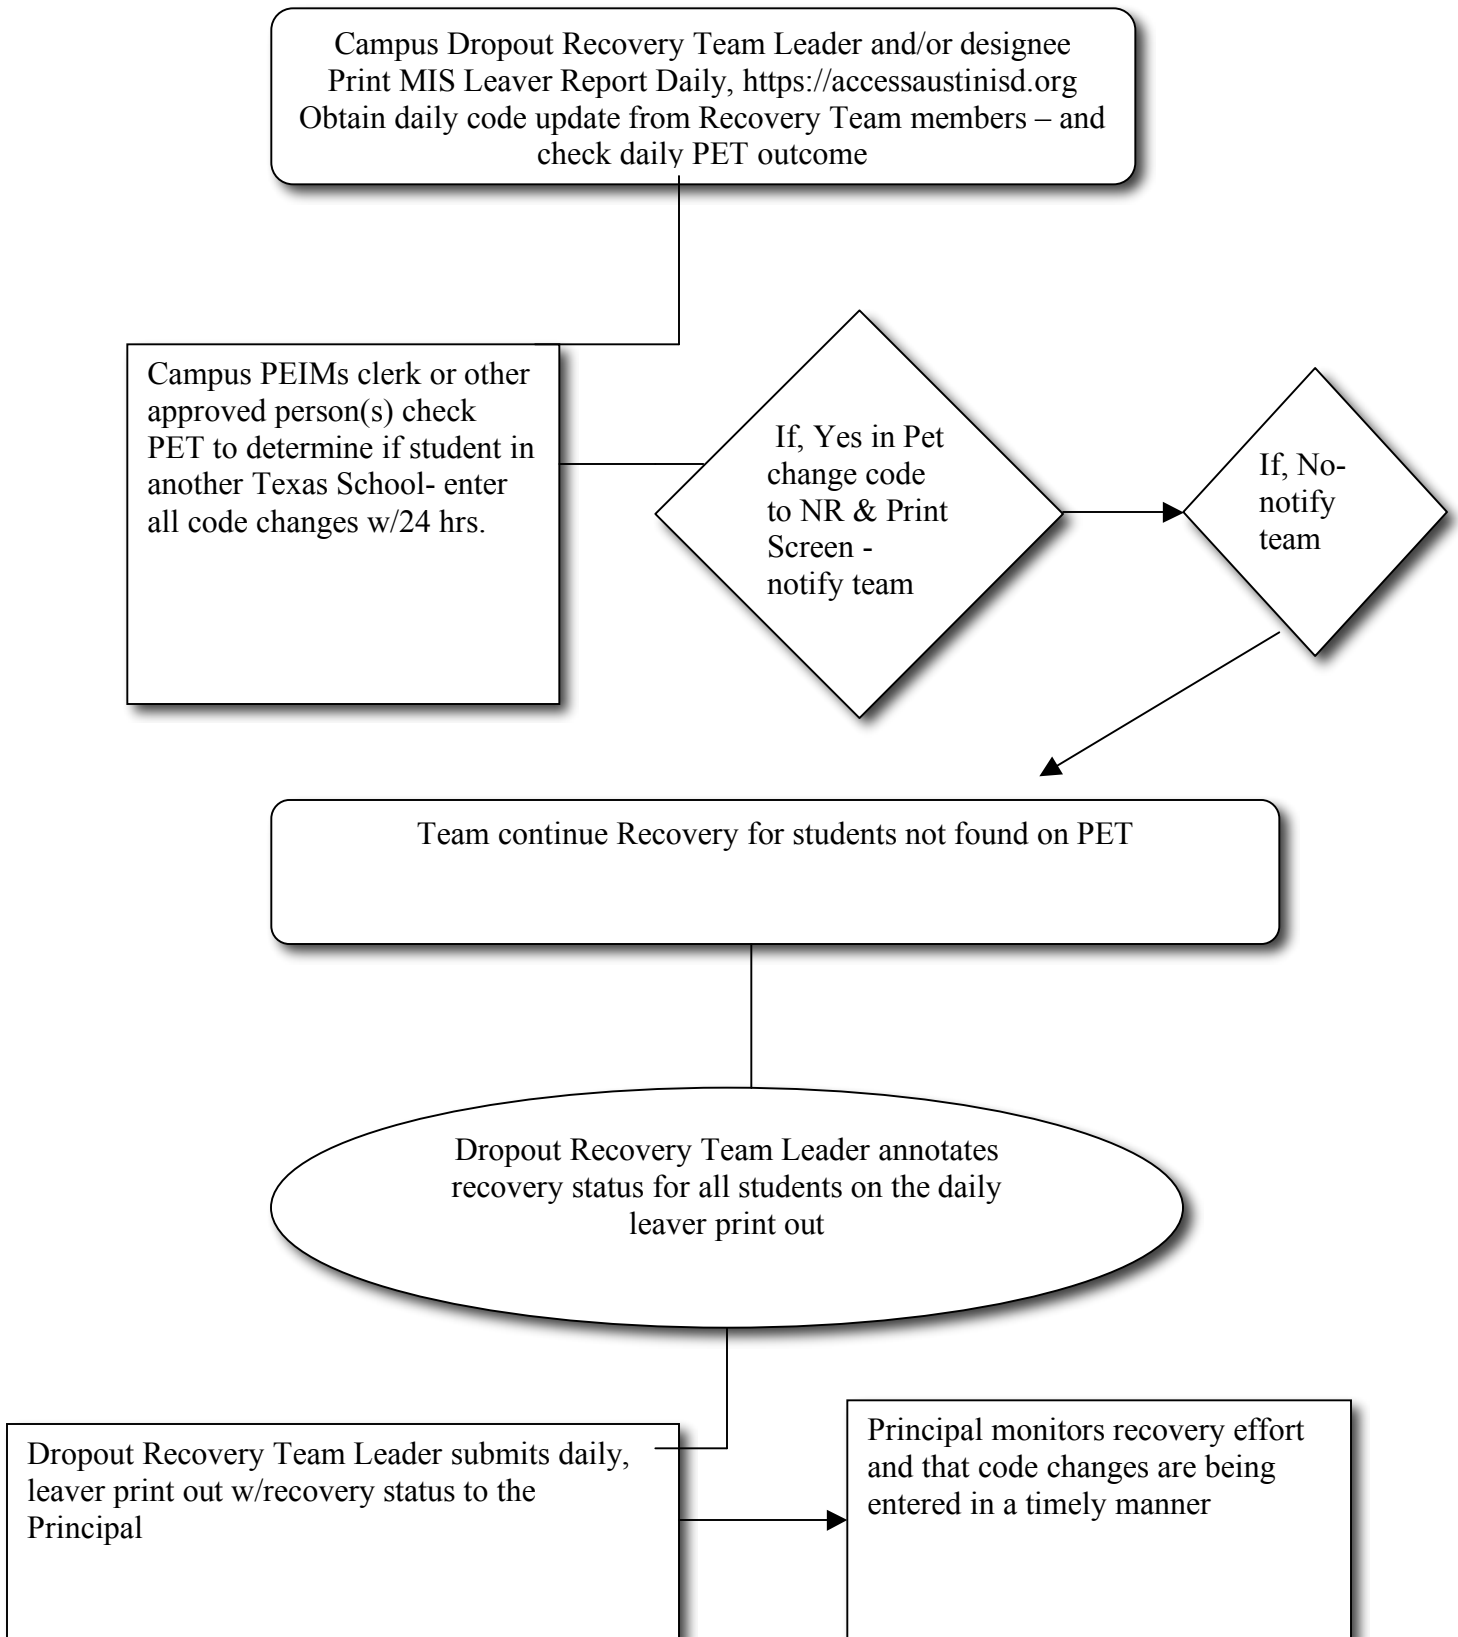 Campus Dropout Recovery Team Leader and/or designee
Print MIS Leaver Report Daily, https://accessaustinisd.org
Obtain daily code update from Recovery Team members – and
check daily PET outcome
Campus PEIMs clerk or other
approved person(s) check
PET to determine if student in
another Texas School- enter
all code changes w/24 hrs.
If, Yes in Pet
change code
to NR & Print
Screen -
notify team
If, No-
notify
team
Team continue Recovery for students not found on PET
Dropout Recovery Team Leader annotates
recovery status for all students on the daily
leaver print out
Dropout Recovery Team Leader submits daily,
leaver print out w/recovery status to the
Principal
Principal monitors recovery effort
and that code changes are being
entered in a timely manner